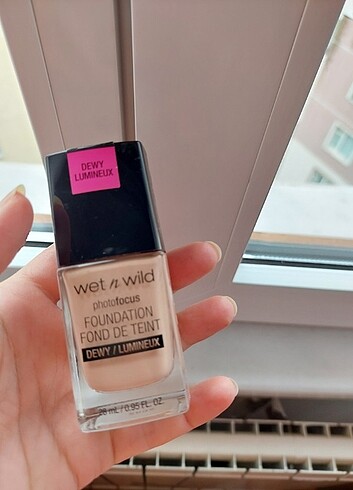 DEWY
LUMINEUX
wet n wild
photofocus
FOUNDATION
FOND DE TEINT
DEWY / LUMINEUX
28 mL / 0.95 FL. OZ.